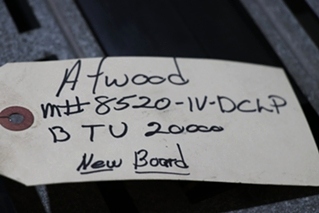 Atwood
m# 8520-IV-DCLP
BTU 20000
New Board